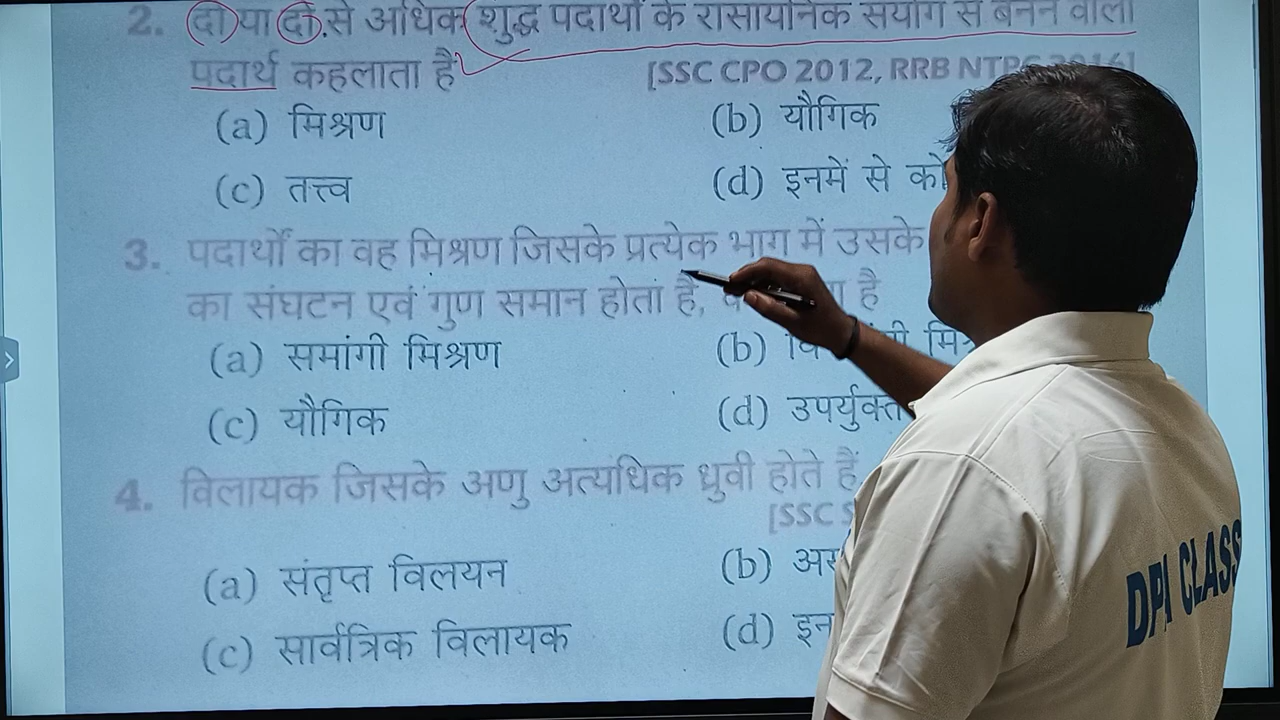 2. दो या दो से अधिक शुद्ध पदार्थों के रासायनिक संयोग से बनने वाला
पदार्थ कहलाता है
[SSC CPO 2012, RRB NTPC 2016]
(a) मिश्रण (b) यौगिक
(c) तत्त्व (d) इनमें से
3. पदार्थों का वह मिश्रण जिसके प्रत्येक भाग में उसके
का संघटन एवं गुण समान होता है, है
(a) समांगी मिश्रण (b)
(c) यौगिक (d) उपर्युक्त
4. विलायक जिसके अणु अत्यधिक ध्रुवी होते हैं
[SSC
(a) संतृप्त विलयन (b)
(c) सार्वत्रिक विलायक (d)
DPI CLASS